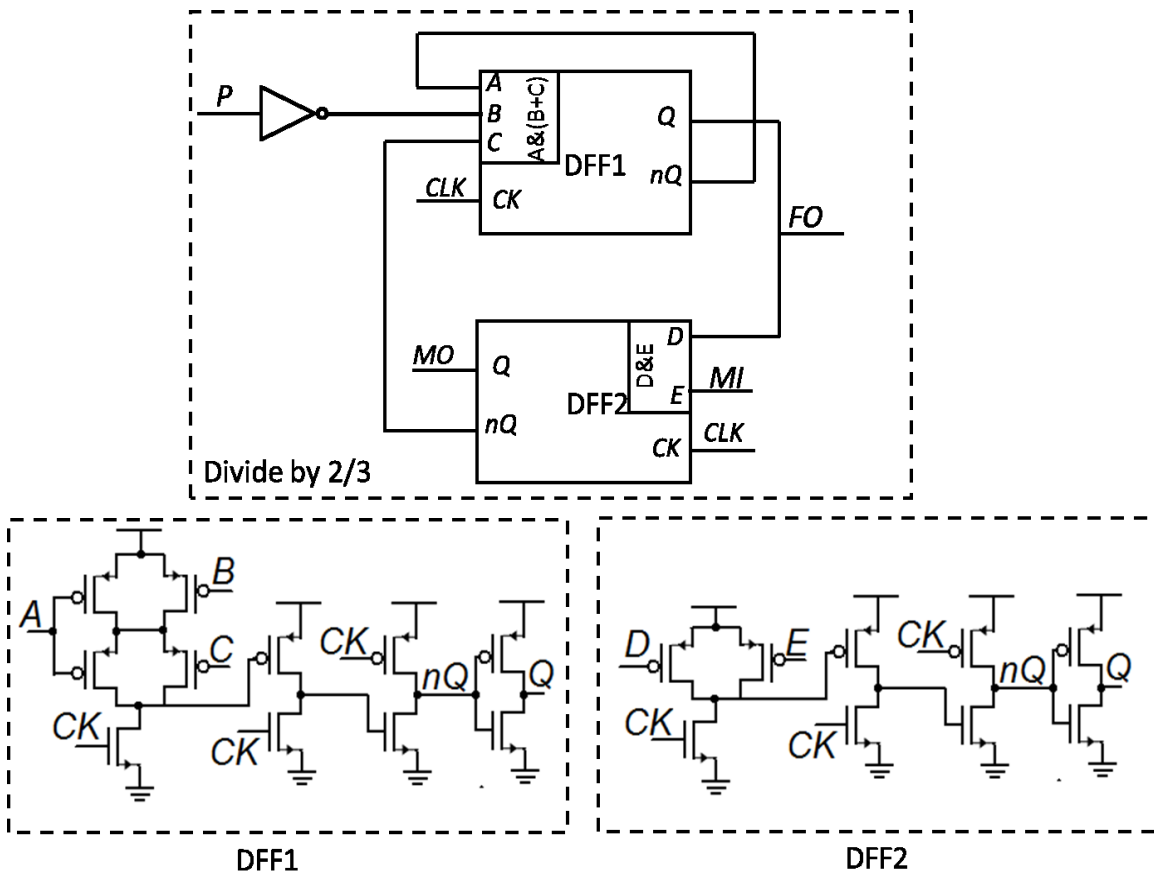 P
A
B
C
A&(B+C)
DFF1
Q
nQ
CLK
CK
FO
MO
Q
nQ
DFF2
D&E
D
E
MI
CK
CLK
Divide by 2/3
A
B
C
CK
CK
CK
nQ
Q
D
E
CK
CK
CK
nQ
Q
DFF1
DFF2